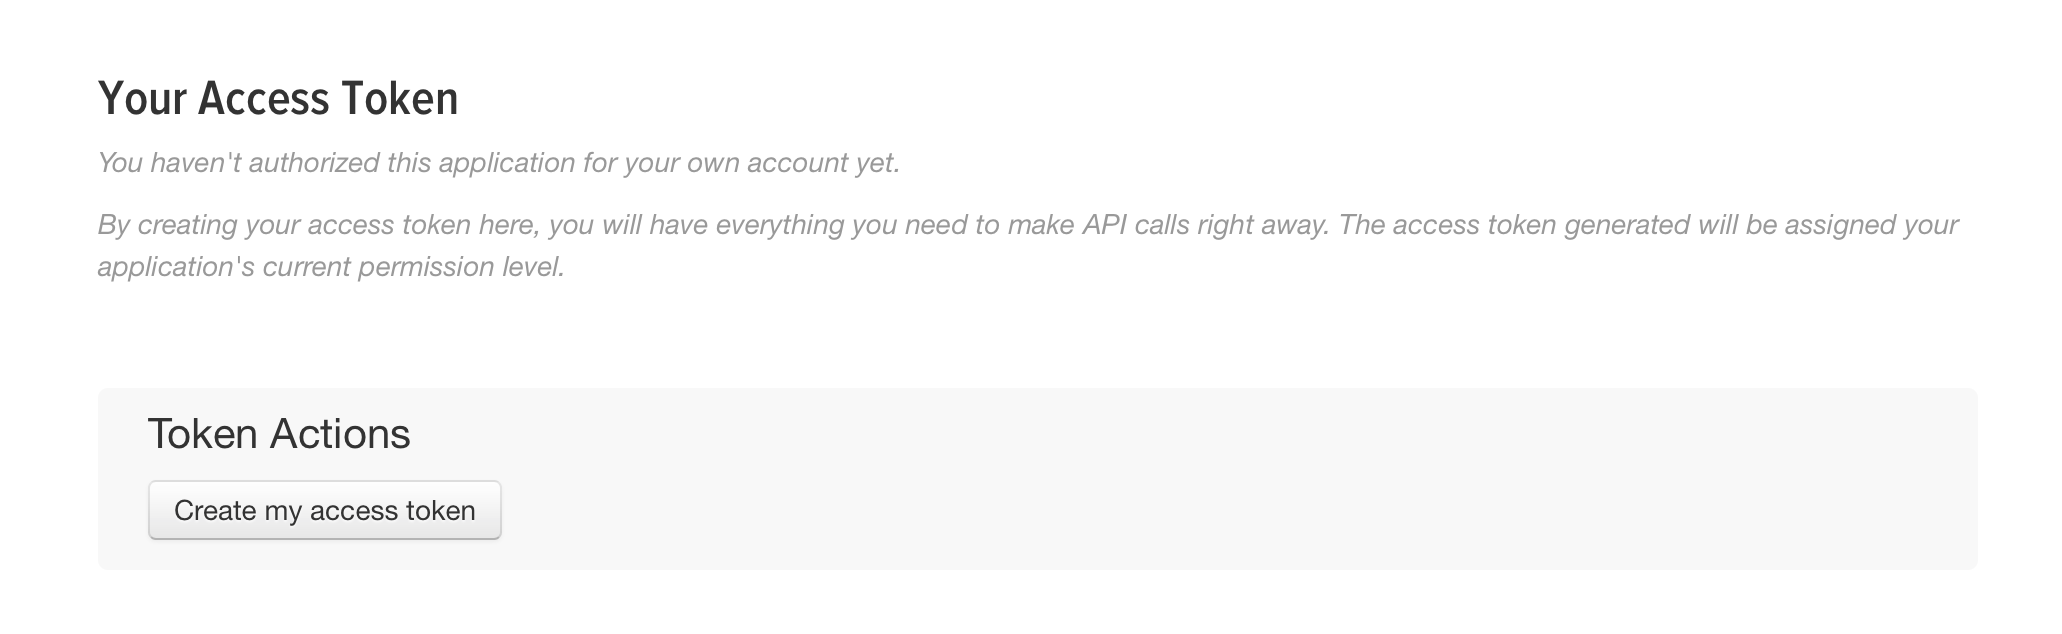 Your Access Token
You haven't authorized this application for your own account yet.
By creating your access token here, you will have everything you need to make API calls right away. The access token generated will be assigned your
application's current permission level.
Token Actions
Create my access token